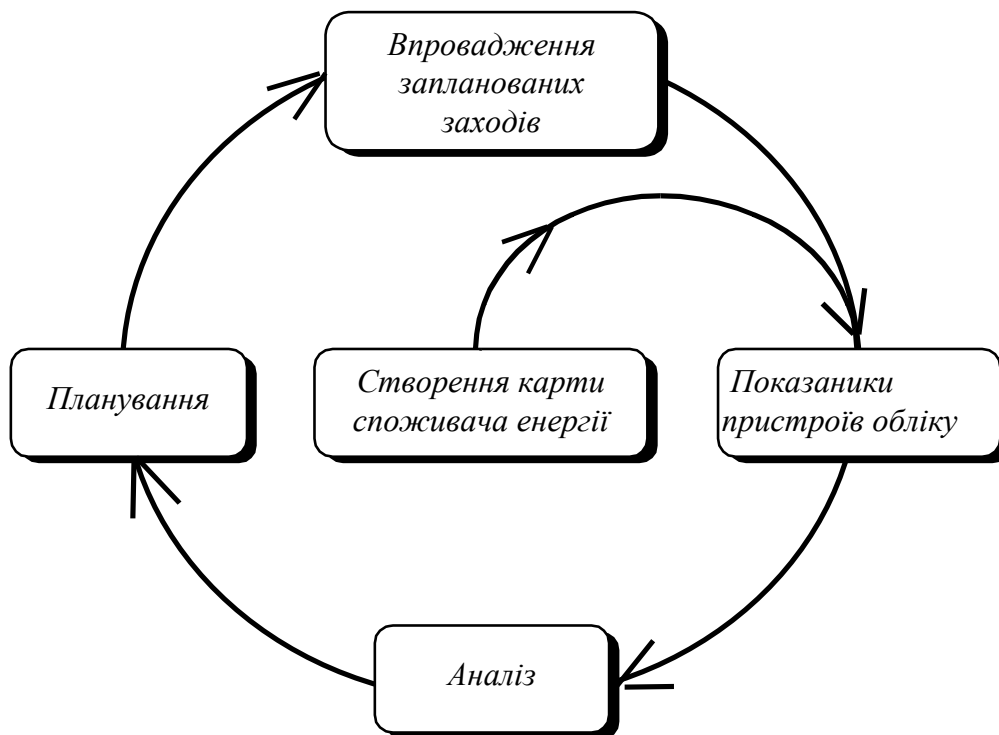 Впровадження
запланованих
заходів
Планування
Створення карти
споживача енергії
Показаники
пристроїв обліку
Аналіз